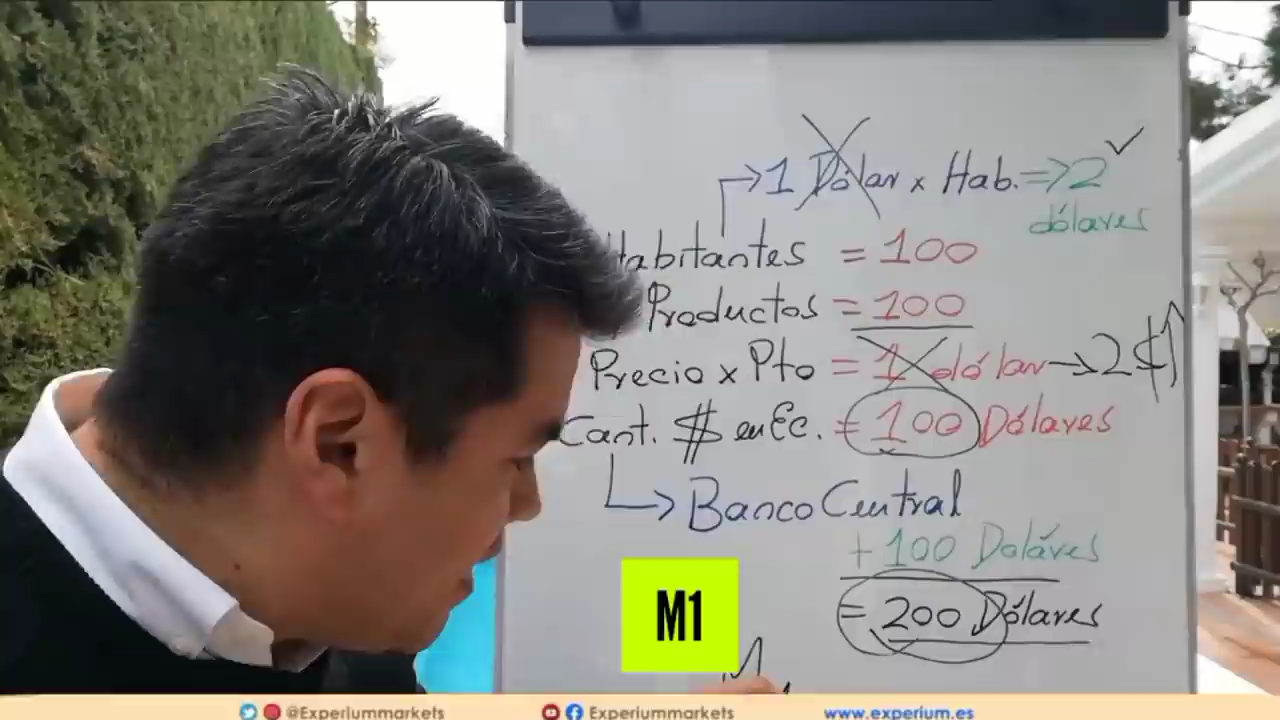 →1 Dólar x Hab. => 2 ✓
dólares
Habitantes = 100
Productos = 100
Precio x Pto = 1 dólar → 2$↑
Cant. $ en Ec. = 100 Dólares
→ Banco Central
+ 100 Doláres
= 200 Dólares
M1
@Experiummarkets
Experiummarkets
www.experium.es